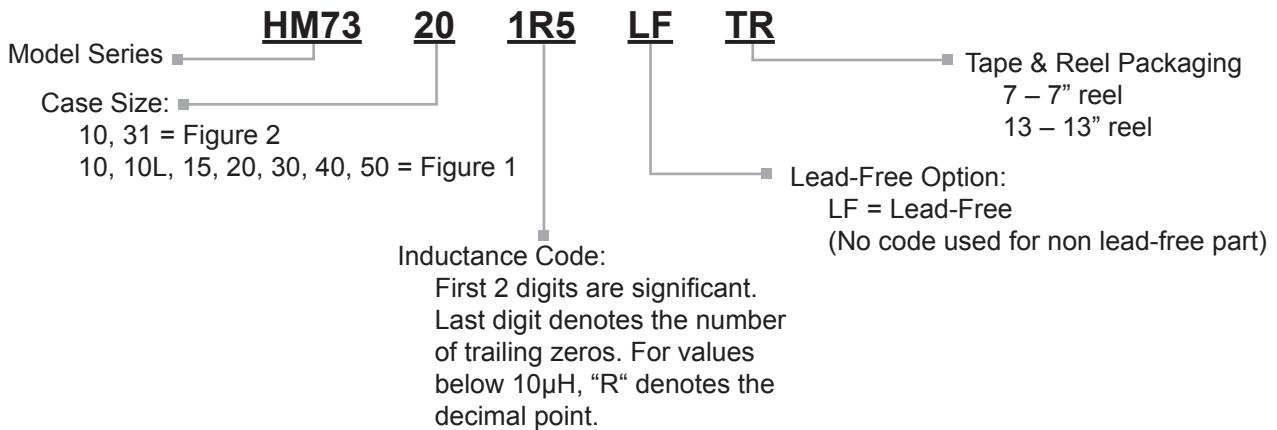 HM73 20 1R5 LF TR
Model Series
Tape & Reel Packaging
7 – 7” reel
13 – 13” reel
Case Size:
10, 31 = Figure 2
10, 10L, 15, 20, 30, 40, 50 = Figure 1
Lead-Free Option:
LF = Lead-Free
(No code used for non lead-free part)
Inductance Code:
First 2 digits are significant.
Last digit denotes the number
of trailing zeros. For values
below 10µH, “R“ denotes the
decimal point.